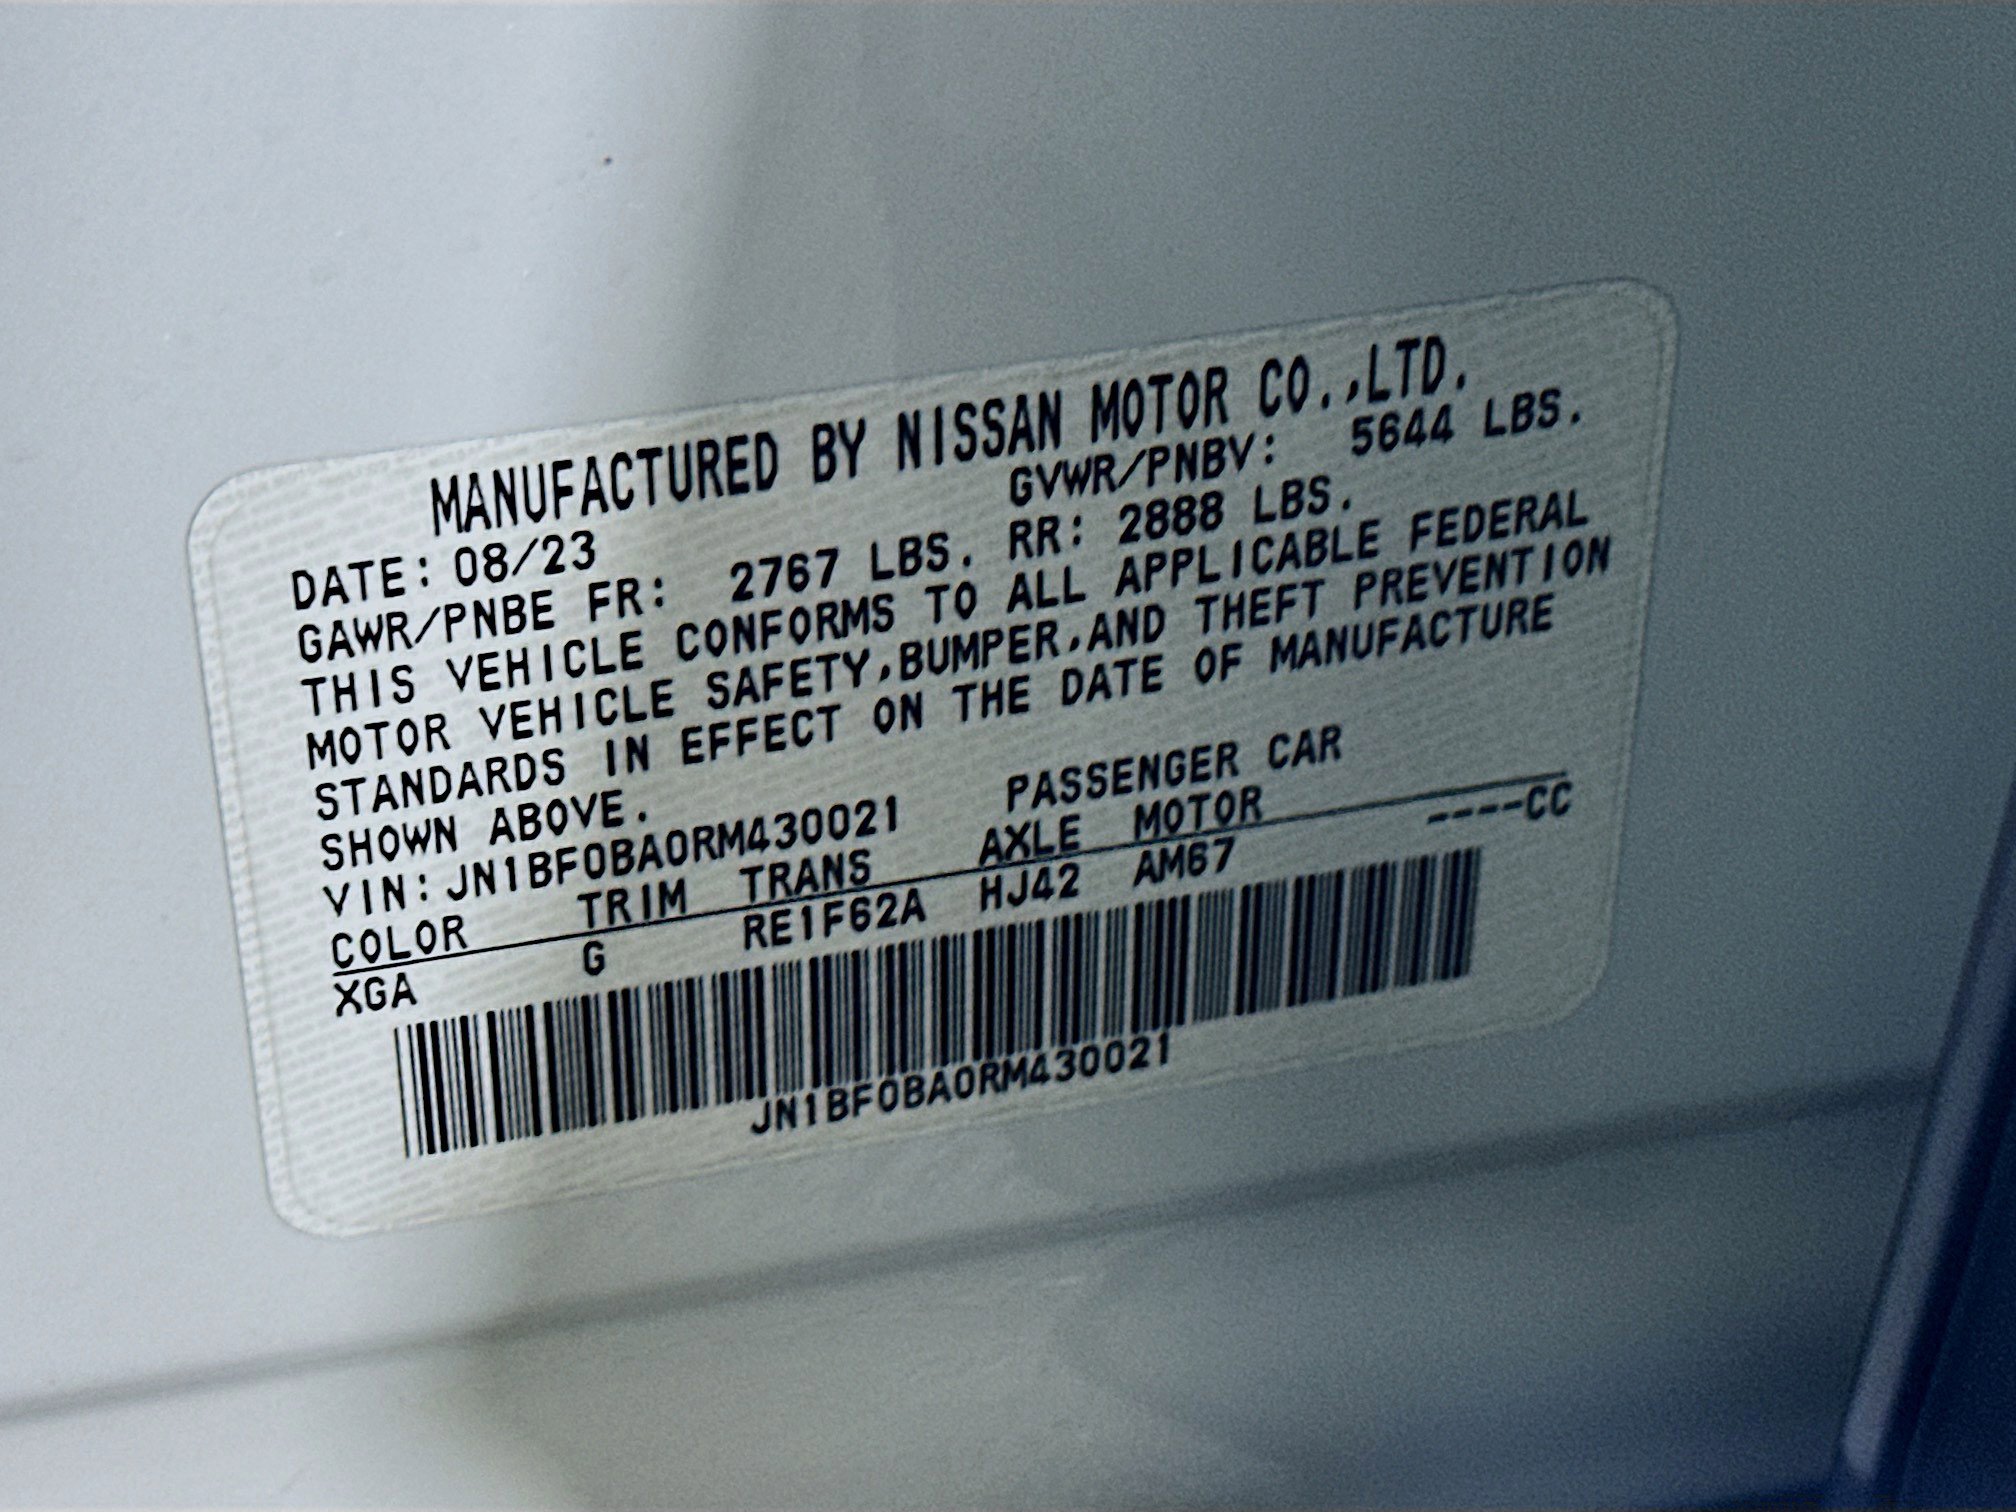 MANUFACTURED BY NISSAN MOTOR CO.,LTD.
DATE: 08/23 GVWR/PNBV: 5644 LBS.
GAWR/PNBE FR: 2767 LBS. RR: 2888 LBS.
THIS VEHICLE CONFORMS TO ALL APPLICABLE FEDERAL
MOTOR VEHICLE SAFETY,BUMPER,AND THEFT PREVENTION
STANDARDS IN EFFECT ON THE DATE OF MANUFACTURE
SHOWN ABOVE.
VIN:JN1BF0BA0RM430021 PASSENGER CAR
COLOR TRIM TRANS AXLE MOTOR ----CC
XGA G RE1F62A HJ42 AM67
JN1BF0BA0RM430021